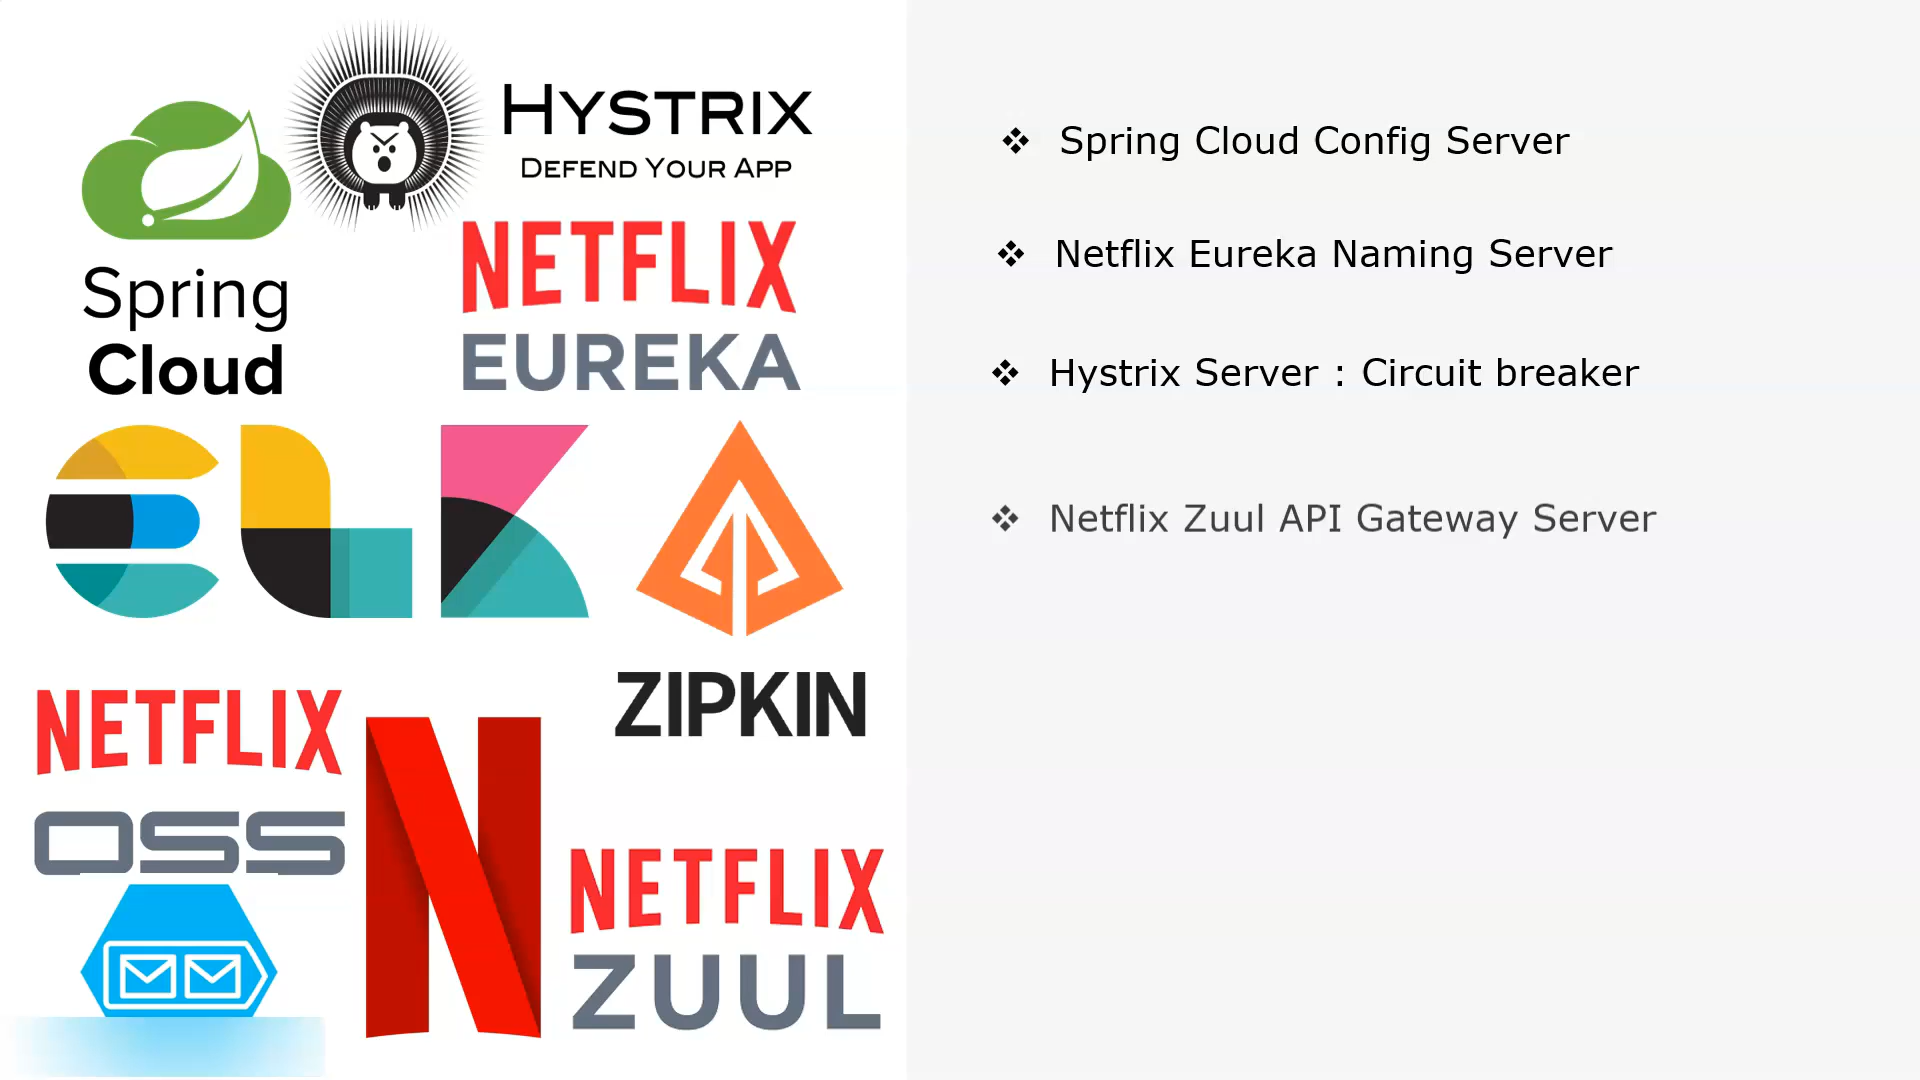 HYSTRIX
DEFEND YOUR APP
Spring
Cloud
NETFLIX
EUREKA
ELK
ZIPKIN
NETFLIX
OSS
N
NETFLIX
ZUUL
❖ Spring Cloud Config Server
❖ Netflix Eureka Naming Server
❖ Hystrix Server : Circuit breaker
❖ Netflix Zuul API Gateway Server